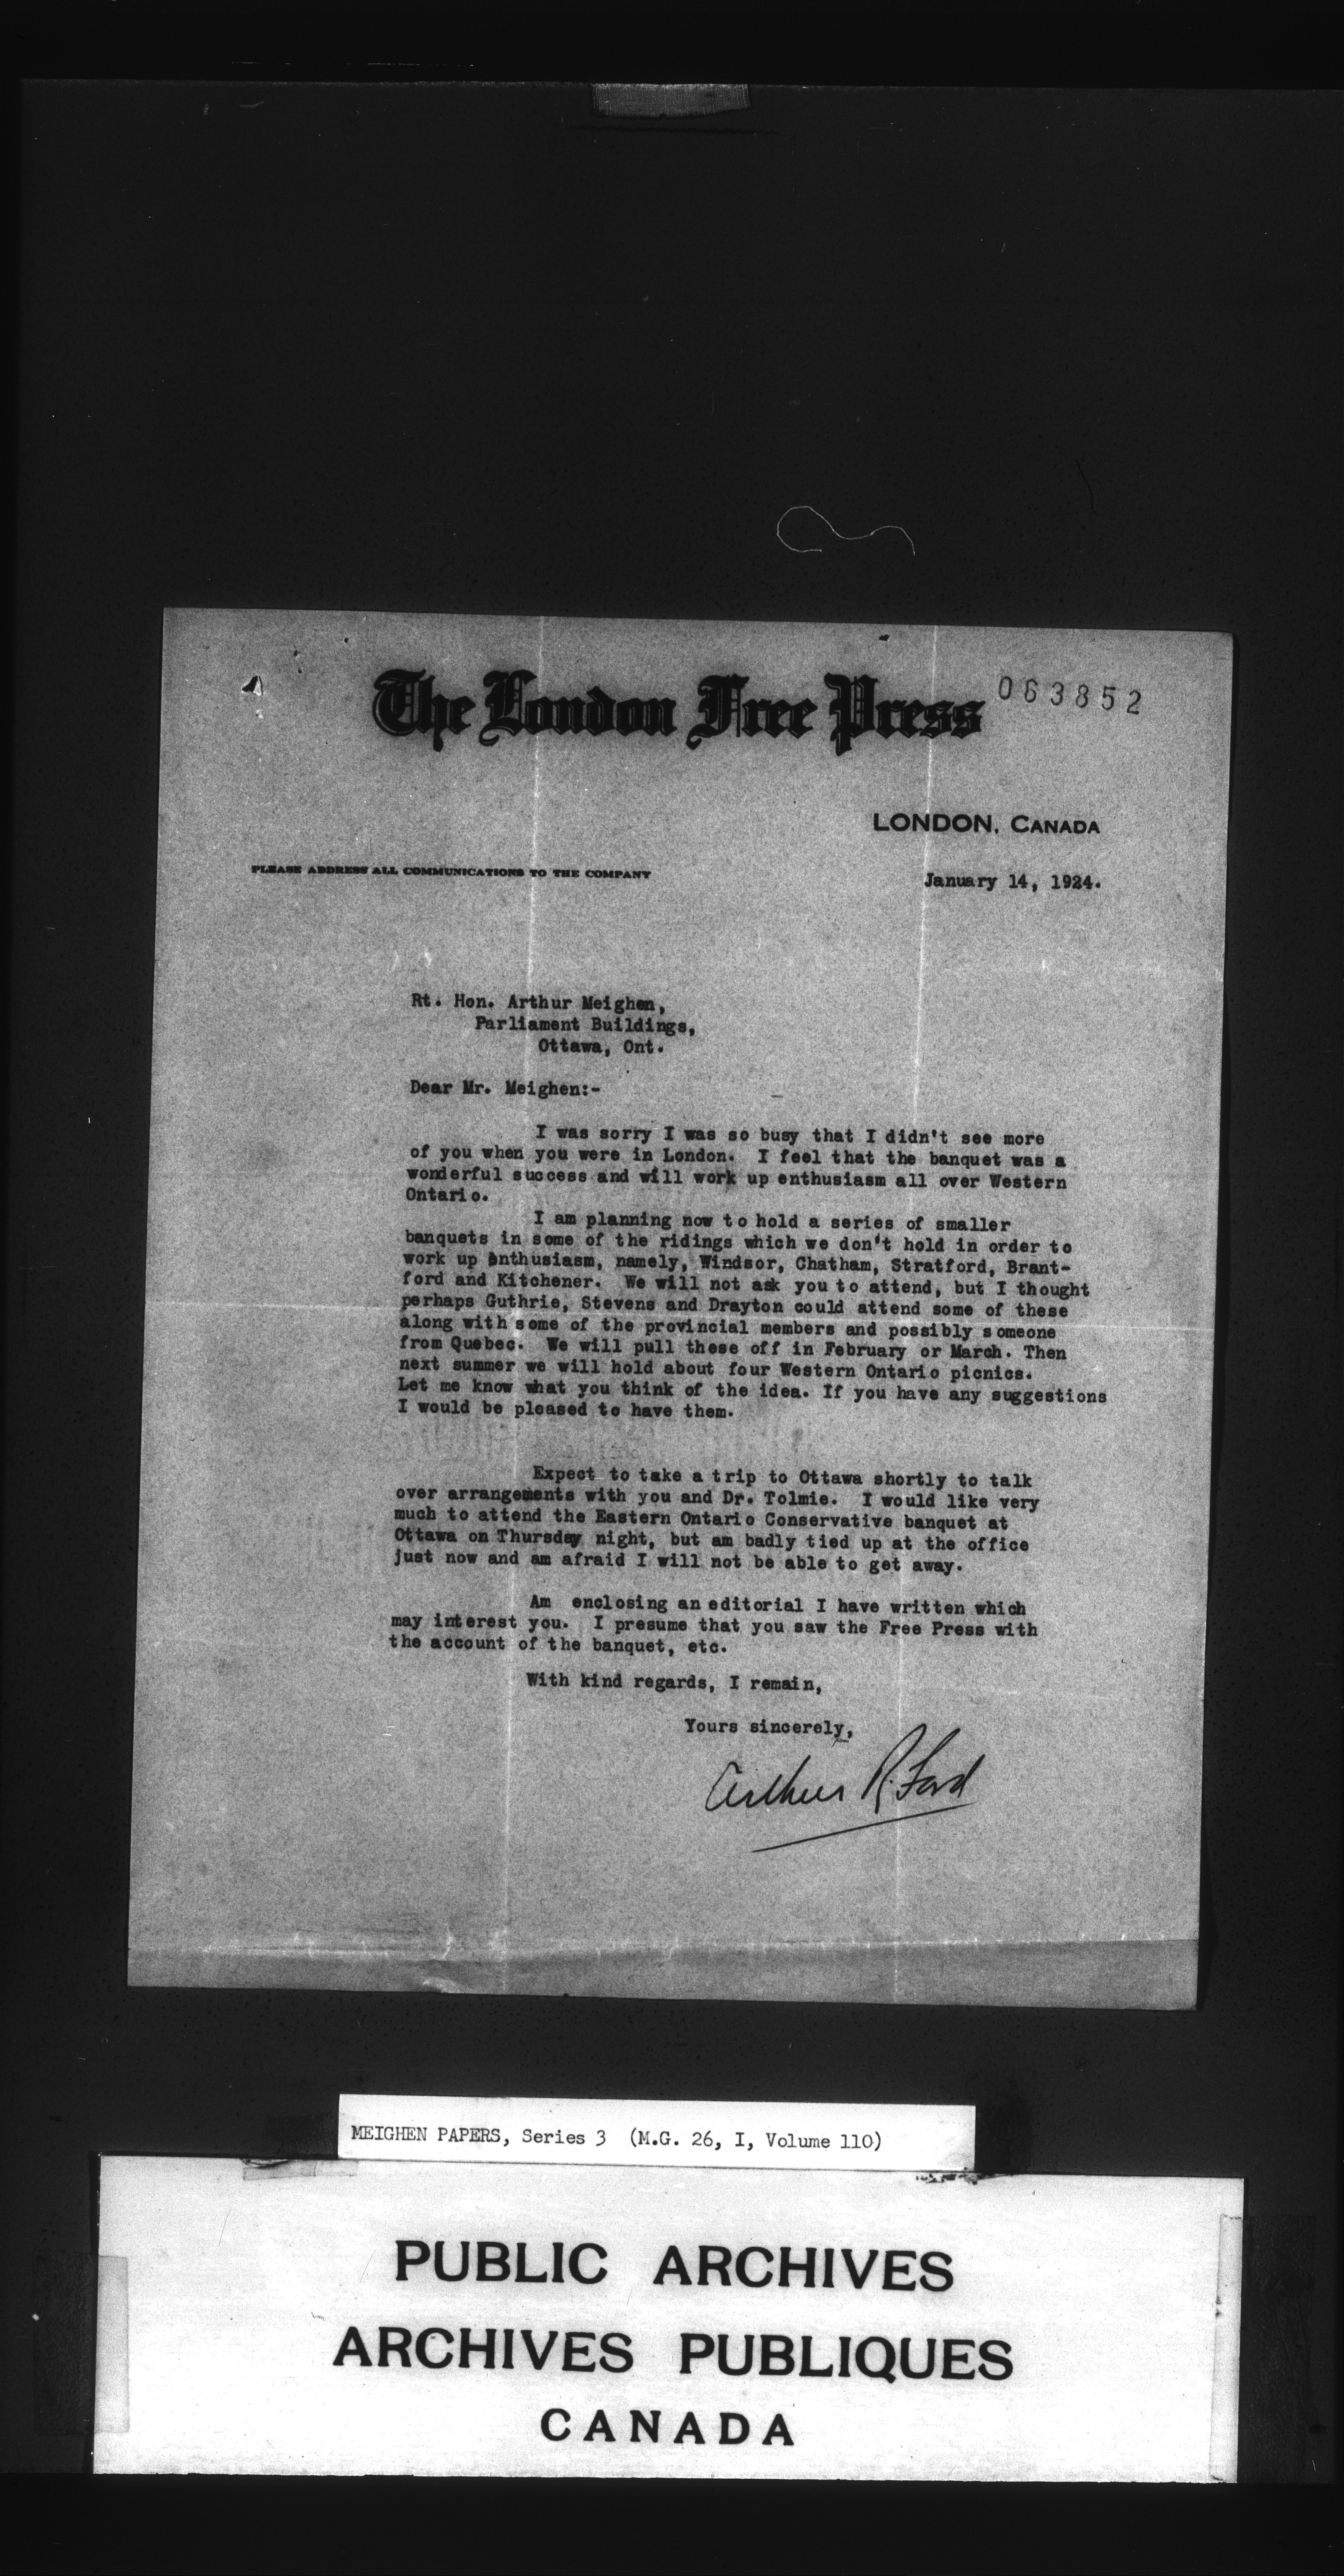 The London Free Press
063852
LONDON, CANADA
PLEASE ADDRESS ALL COMMUNICATIONS TO THE COMPANY
January 14, 1924.
Rt. Hon. Arthur Meighen,
Parliament Buildings,
Ottawa, Ont.
Dear Mr. Meighen:-
I was sorry I was so busy that I didn't see more
of you when you were in London. I feel that the banquet was a
wonderful success and will work up enthusiasm all over Western
Ontario.
I am planning now to hold a series of smaller
banquets in some of the ridings which we don't hold in order to
work up enthusiasm, namely, Windsor, Chatham, Stratford, Brant-
ford and Kitchener. We will not ask you to attend, but I thought
perhaps Guthrie, Stevens and Drayton could attend some of these
along with some of the provincial members and possibly someone
from Quebec. We will pull these off in February or March. Then
next summer we will hold about four Western Ontario picnics.
Let me know what you think of the idea. If you have any suggestions
I would be pleased to have them.
Expect to take a trip to Ottawa shortly to talk
over arrangements with you and Dr. Tolmie. I would like very
much to attend the Eastern Ontario Conservative banquet at
Ottawa on Thursday night, but am badly tied up at the office
just now and am afraid I will not be able to get away.
Am enclosing an editorial I have written which
may interest you. I presume that you saw the Free Press with
the account of the banquet, etc.
With kind regards, I remain,
Yours sincerely,
Arthur R. Ford
MEIGHEN PAPERS, Series 3 (M.G. 26, I, Volume 110)
PUBLIC ARCHIVES
ARCHIVES PUBLIQUES
CANADA